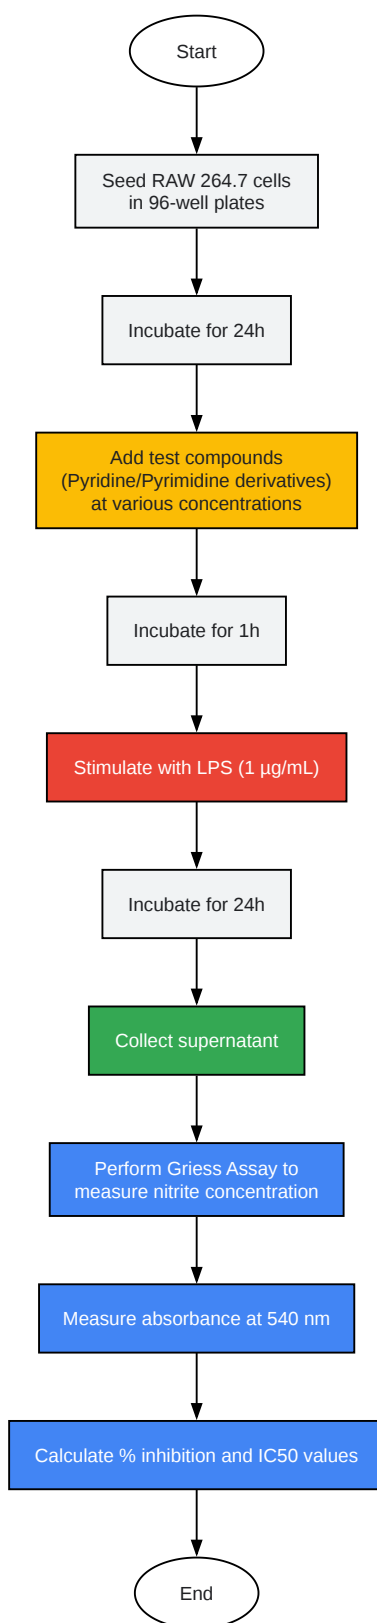 Start
Seed RAW 264.7 cells
in 96-well plates
Incubate for 24h
Add test compounds
(Pyridine/Pyrimidine derivatives)
at various concentrations
Incubate for 1h
Stimulate with LPS (1 µg/mL)
Incubate for 24h
Collect supernatant
Perform Griess Assay to
measure nitrite concentration
Measure absorbance at 540 nm
Calculate % inhibition and IC50 values
End